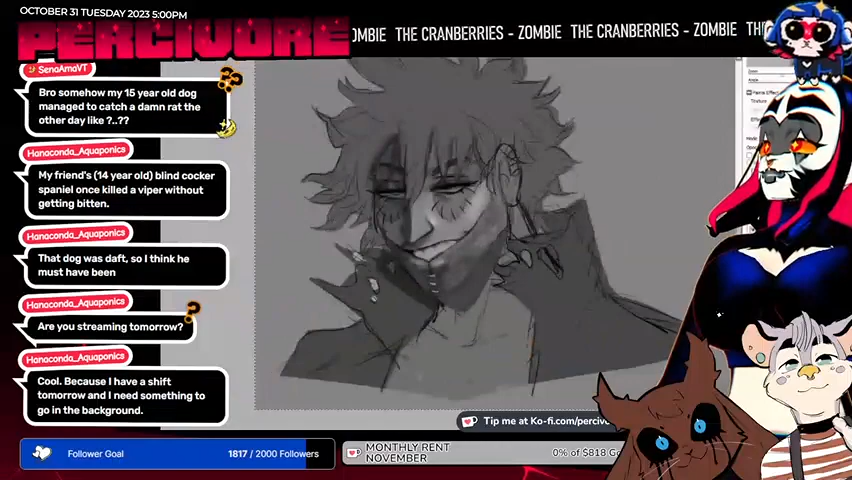 OCTOBER 31 TUESDAY 2023 5:00PM
PERCIVORE
OMBIE THE CRANBERRIES - ZOMBIE THE CRANBERRIES - ZOMBIE
SenaAmaVT
Bro somehow my 15 year old dog
managed to catch a damn rat the
other day like ?..??
Hanaconda_Aquaponics
My friend's (14 year old) blind cocker
spaniel once killed a viper without
getting bitten.
Hanaconda_Aquaponics
That dog was daft, so I think he
must have been
Hanaconda_Aquaponics
Are you streaming tomorrow?
Hanaconda_Aquaponics
Cool. Because I have a shift
tomorrow and I need something to
go in the background.
Tip me at Ko-fi.com/percivo
Follower Goal
1817 / 2000 Followers
MONTHLY RENT
NOVEMBER
0% of $818 Go